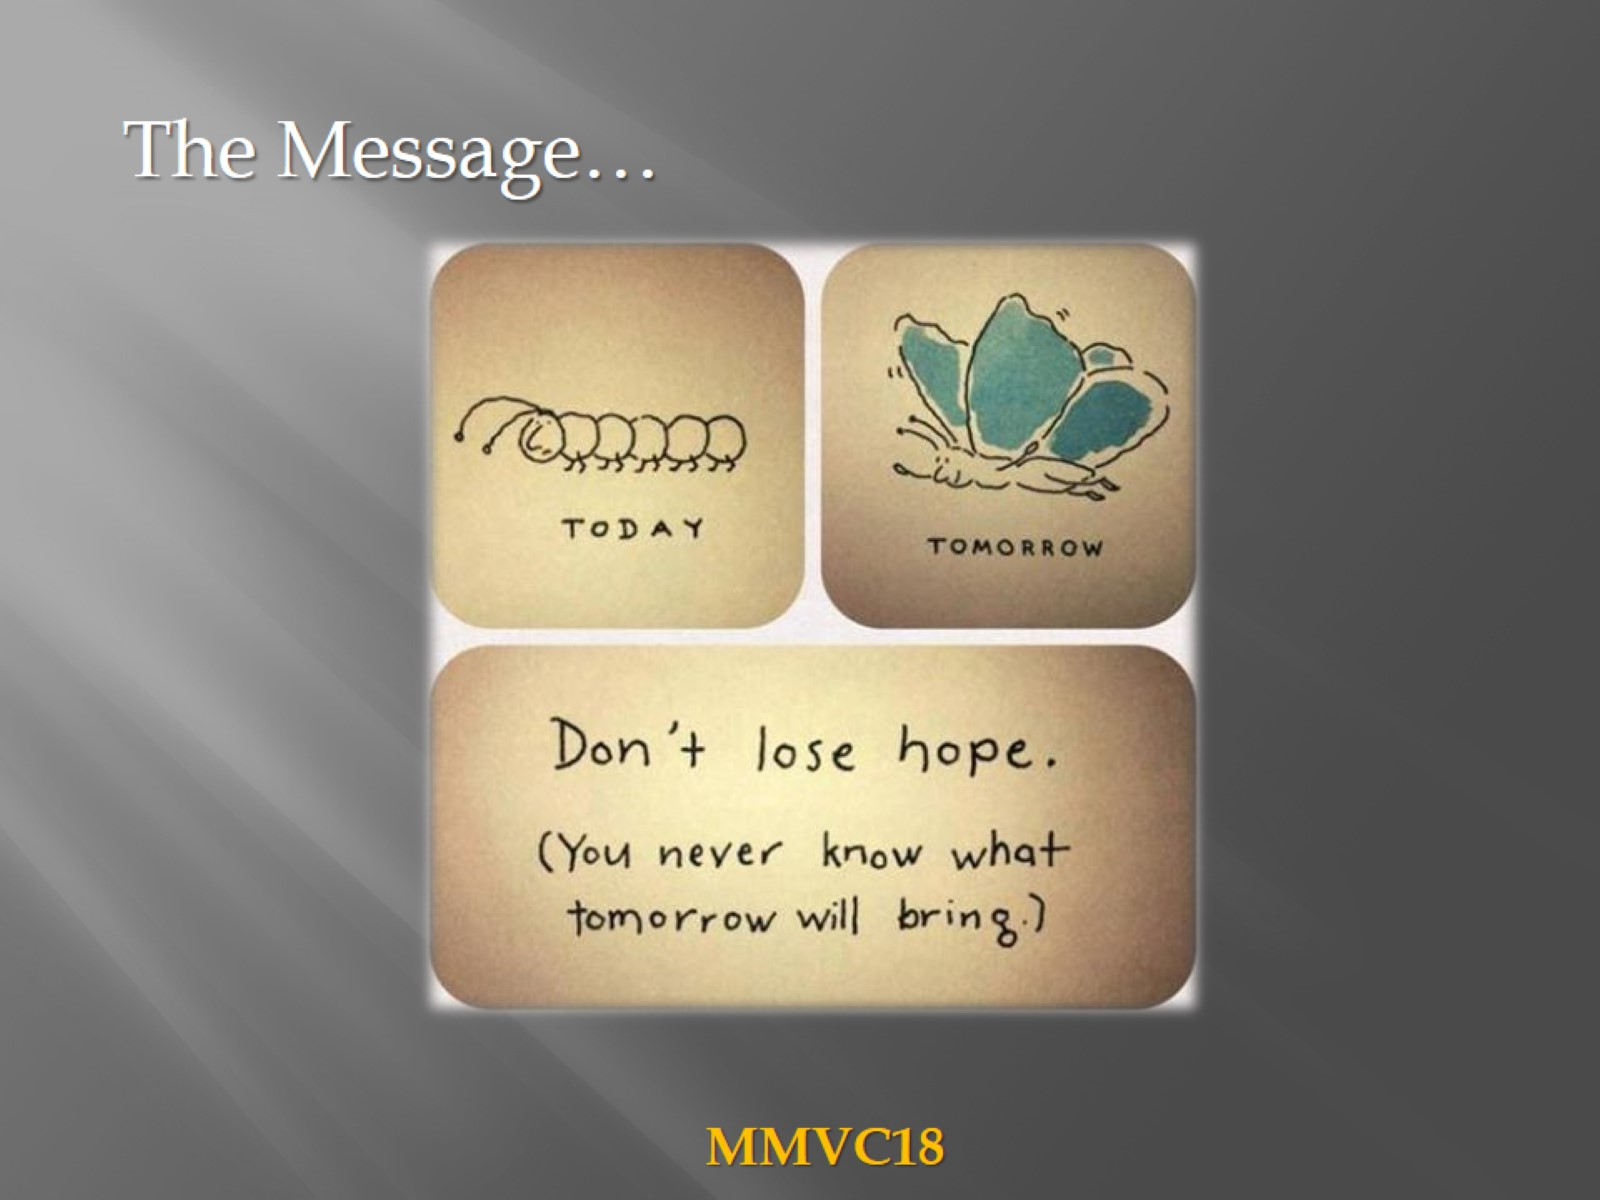 The Message…
TODAY
TOMORROW
Don't lose hope.
(You never know what
tomorrow will bring.)
MMVC18